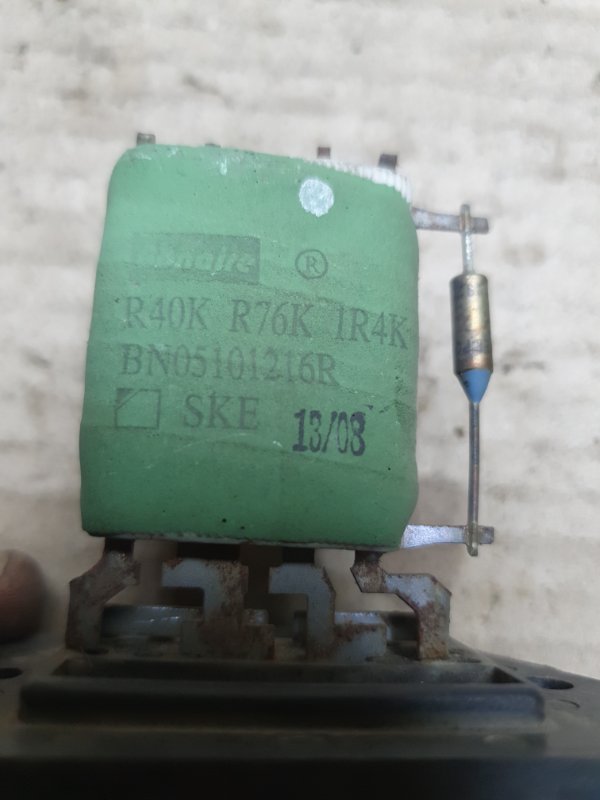 ®
R40K R76K 1R4K
BN05101216R
SKE 13/08